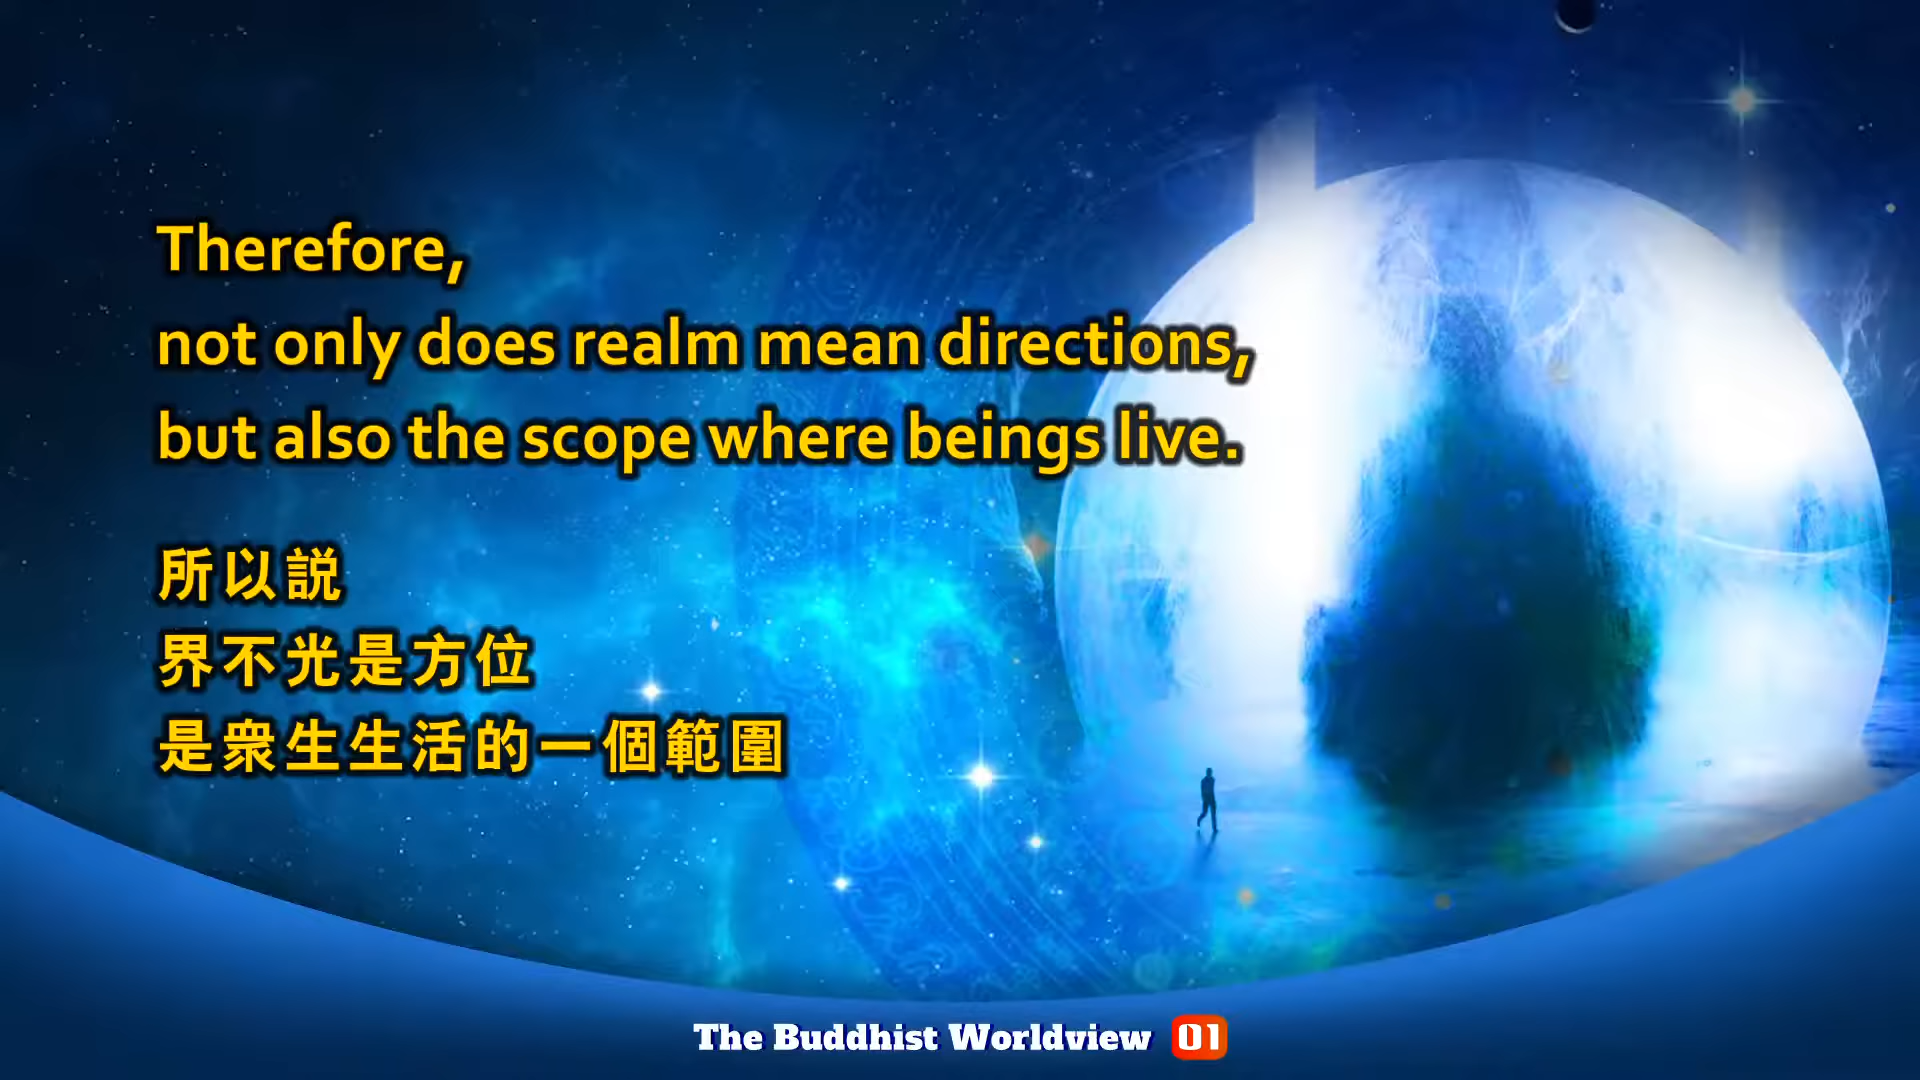 Therefore,
not only does realm mean directions,
but also the scope where beings live.
所以説
界不光是方位
是衆生生活的一個範圍
The Buddhist Worldview 01